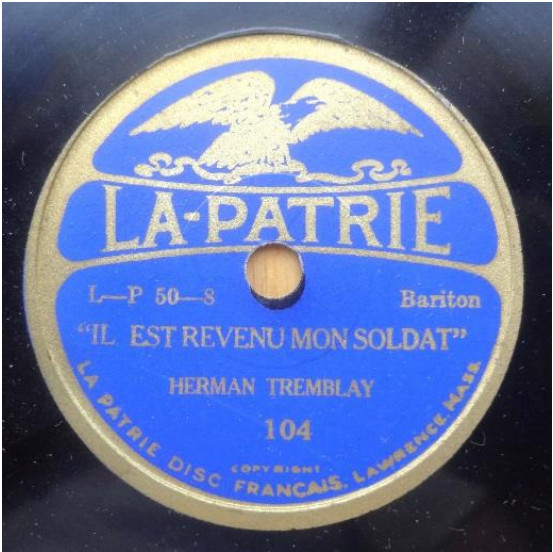 LA-PATRIE
L—P 50—8 Bariton
"IL EST REVENU MON SOLDAT"
HERMAN TREMBLAY
104
COPYRIGHT
LA PATRIE DISC FRANÇAIS. LAWRENCE, MASS.